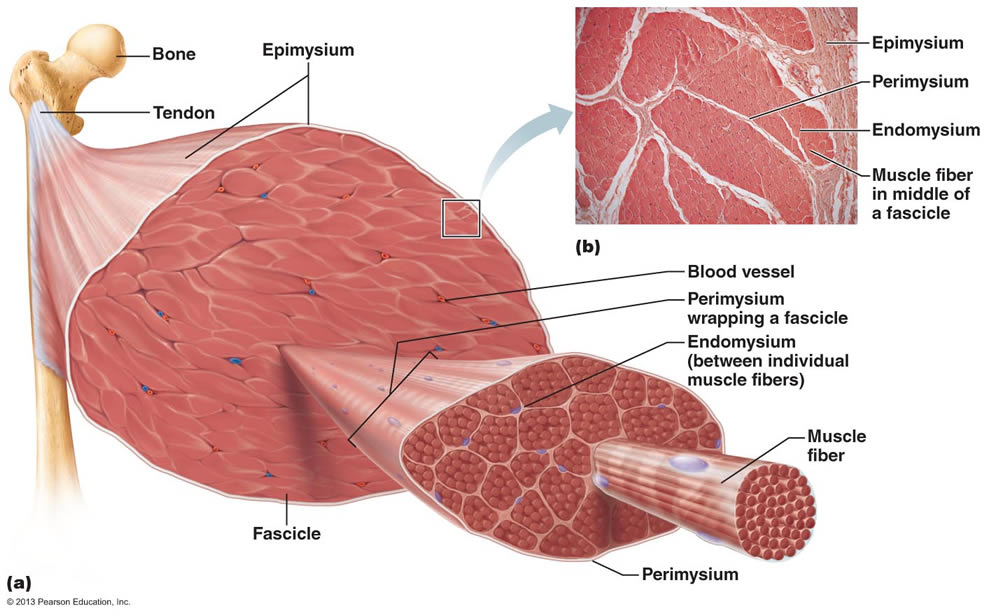 Bone
Epimysium
Tendon
Epimysium
Perimysium
Endomysium
Muscle fiber
in middle of
a fascicle
(b)
Blood vessel
Perimysium
wrapping a fascicle
Endomysium
(between individual
muscle fibers)
Muscle
fiber
Fascicle
Perimysium
(a)
© 2013 Pearson Education, Inc.